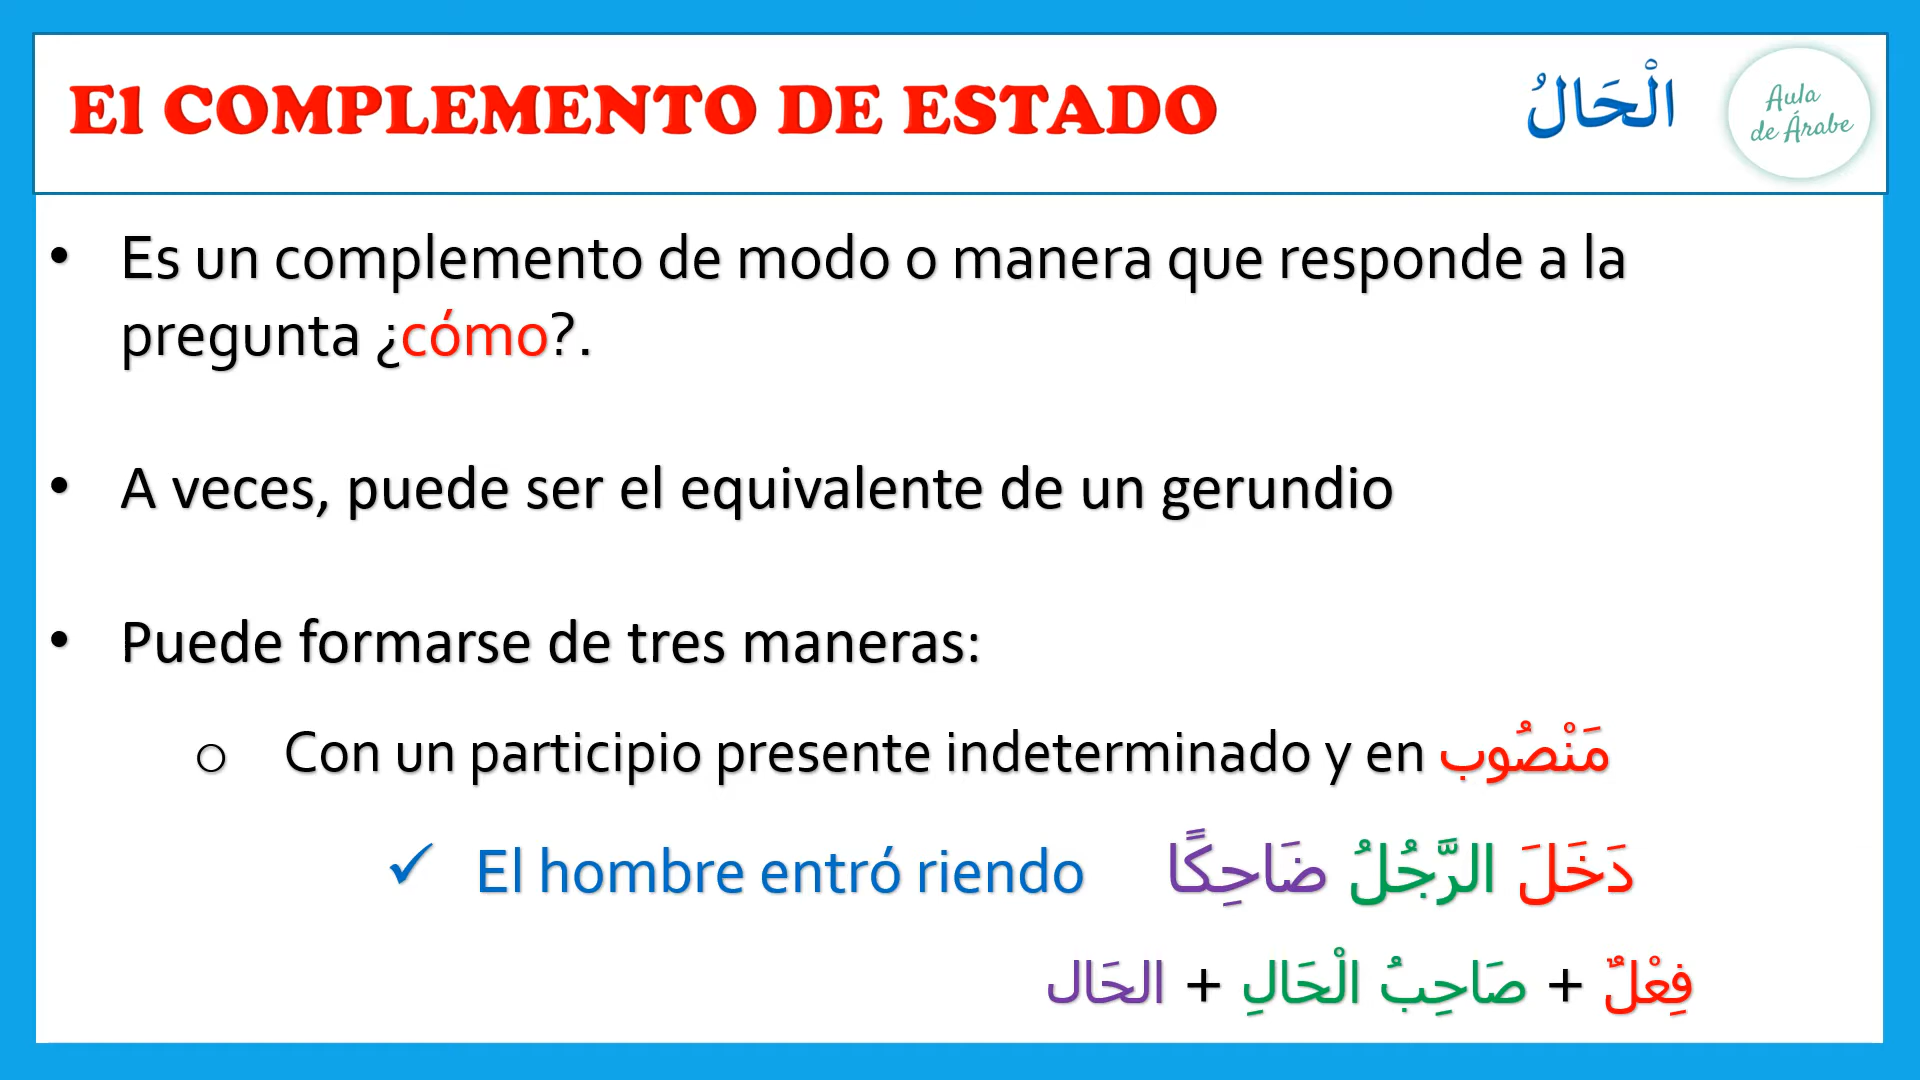 El COMPLEMENTO DE ESTADO
الْحَالُ
Aula
de Árabe
• Es un complemento de modo o manera que responde a la
pregunta ¿cómo?.
• A veces, puede ser el equivalente de un gerundio
• Puede formarse de tres maneras:
o Con un participio presente indeterminado y en مَنْصُوب
✓ El hombre entró riendo دَخَلَ الرَّجُلُ ضَاحِكًا
فِعْلٌ + صَاحِبُ الْحَالِ + الحَال